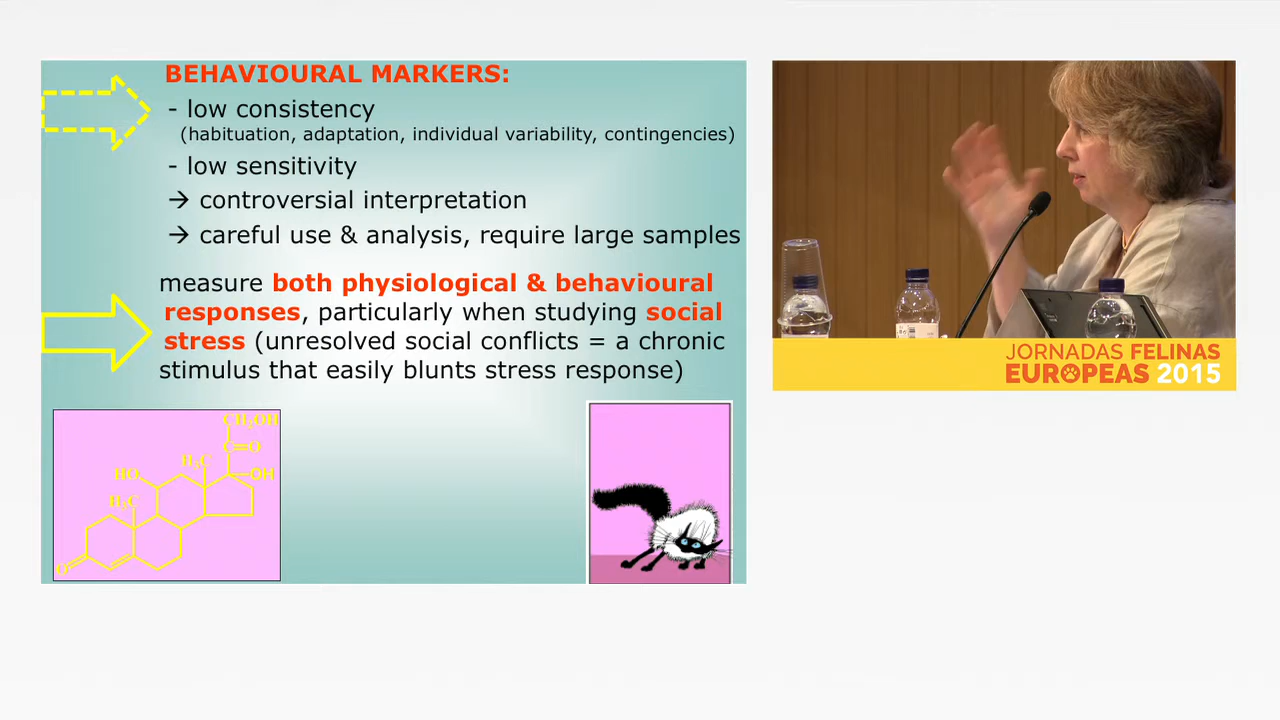 BEHAVIOURAL MARKERS:
- low consistency
(habituation, adaptation, individual variability, contingencies)
- low sensitivity
→ controversial interpretation
→ careful use & analysis, require large samples
measure both physiological & behavioural
responses, particularly when studying social
stress (unresolved social conflicts = a chronic
stimulus that easily blunts stress response)
CH₂OH
C=O
H₃C
HO
OH
H₃C
O
JORNADAS FELINAS
EUROPEAS 2015